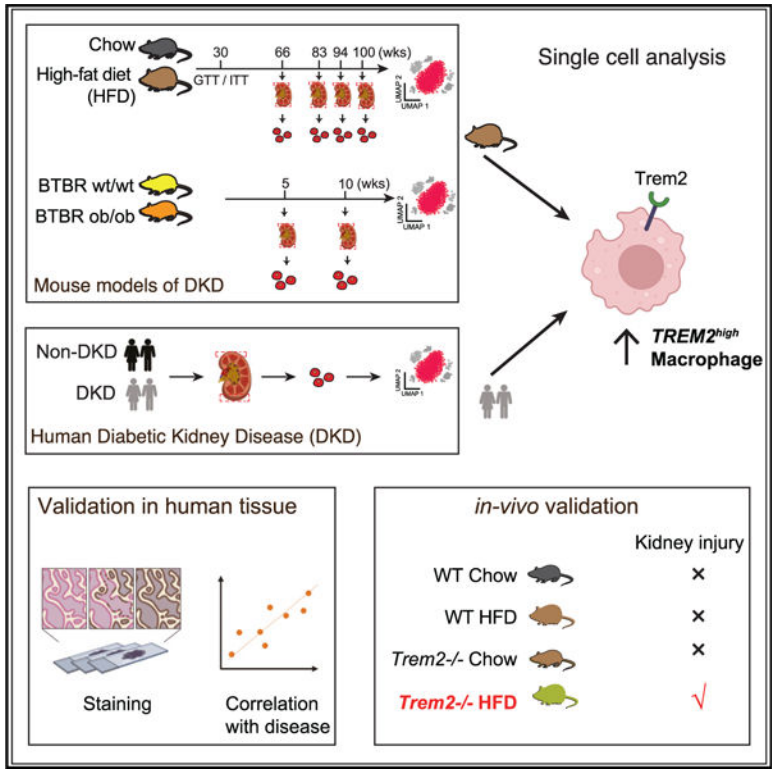 Chow
High-fat diet
(HFD)
30
66
83
94
100
(wks)
GTT / ITT
UMAP 2
UMAP 1
BTBR wt/wt
BTBR ob/ob
5
10 (wks)
UMAP 2
UMAP 1
Mouse models of DKD
Single cell analysis
Trem2
TREM2high
Macrophage
Non-DKD
DKD
UMAP 2
UMAP 1
Human Diabetic Kidney Disease (DKD)
Validation in human tissue
Staining
Correlation
with disease
in-vivo validation
Kidney injury
WT Chow ×
WT HFD ×
Trem2-/- Chow ×
Trem2-/- HFD √